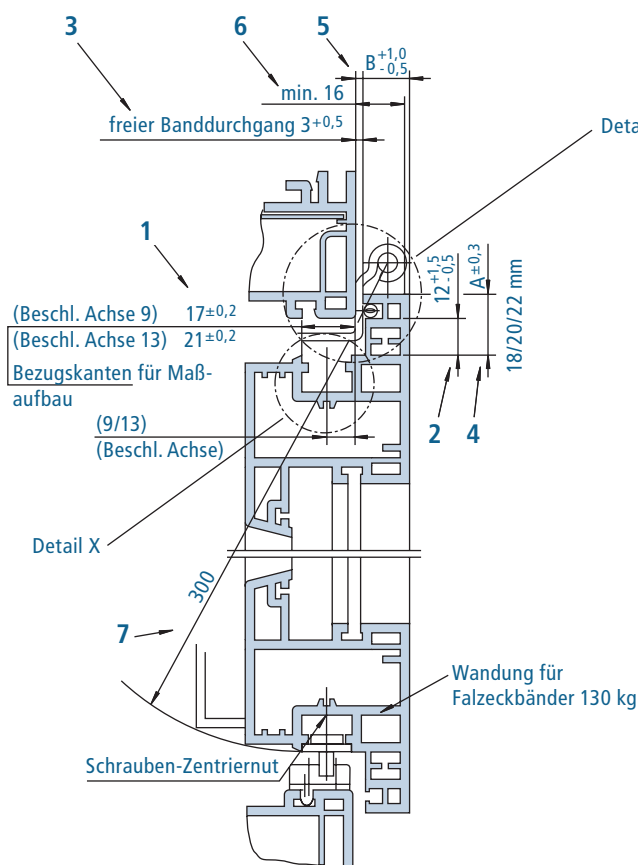 3
6
5
B +1,0 -0,5
min. 16
freier Banddurchgang 3+0,5
Deta
1
(Beschl. Achse 9) 17±0,2
(Beschl. Achse 13) 21±0,2
Bezugskanten für Maß-
aufbau
12 +1,5 -0,5
A±0,3
18/20/22 mm
(9/13)
(Beschl. Achse)
2
4
Detail X
300
7
Wandung für
Falzeckbänder 130 kg
Schrauben-Zentriernut